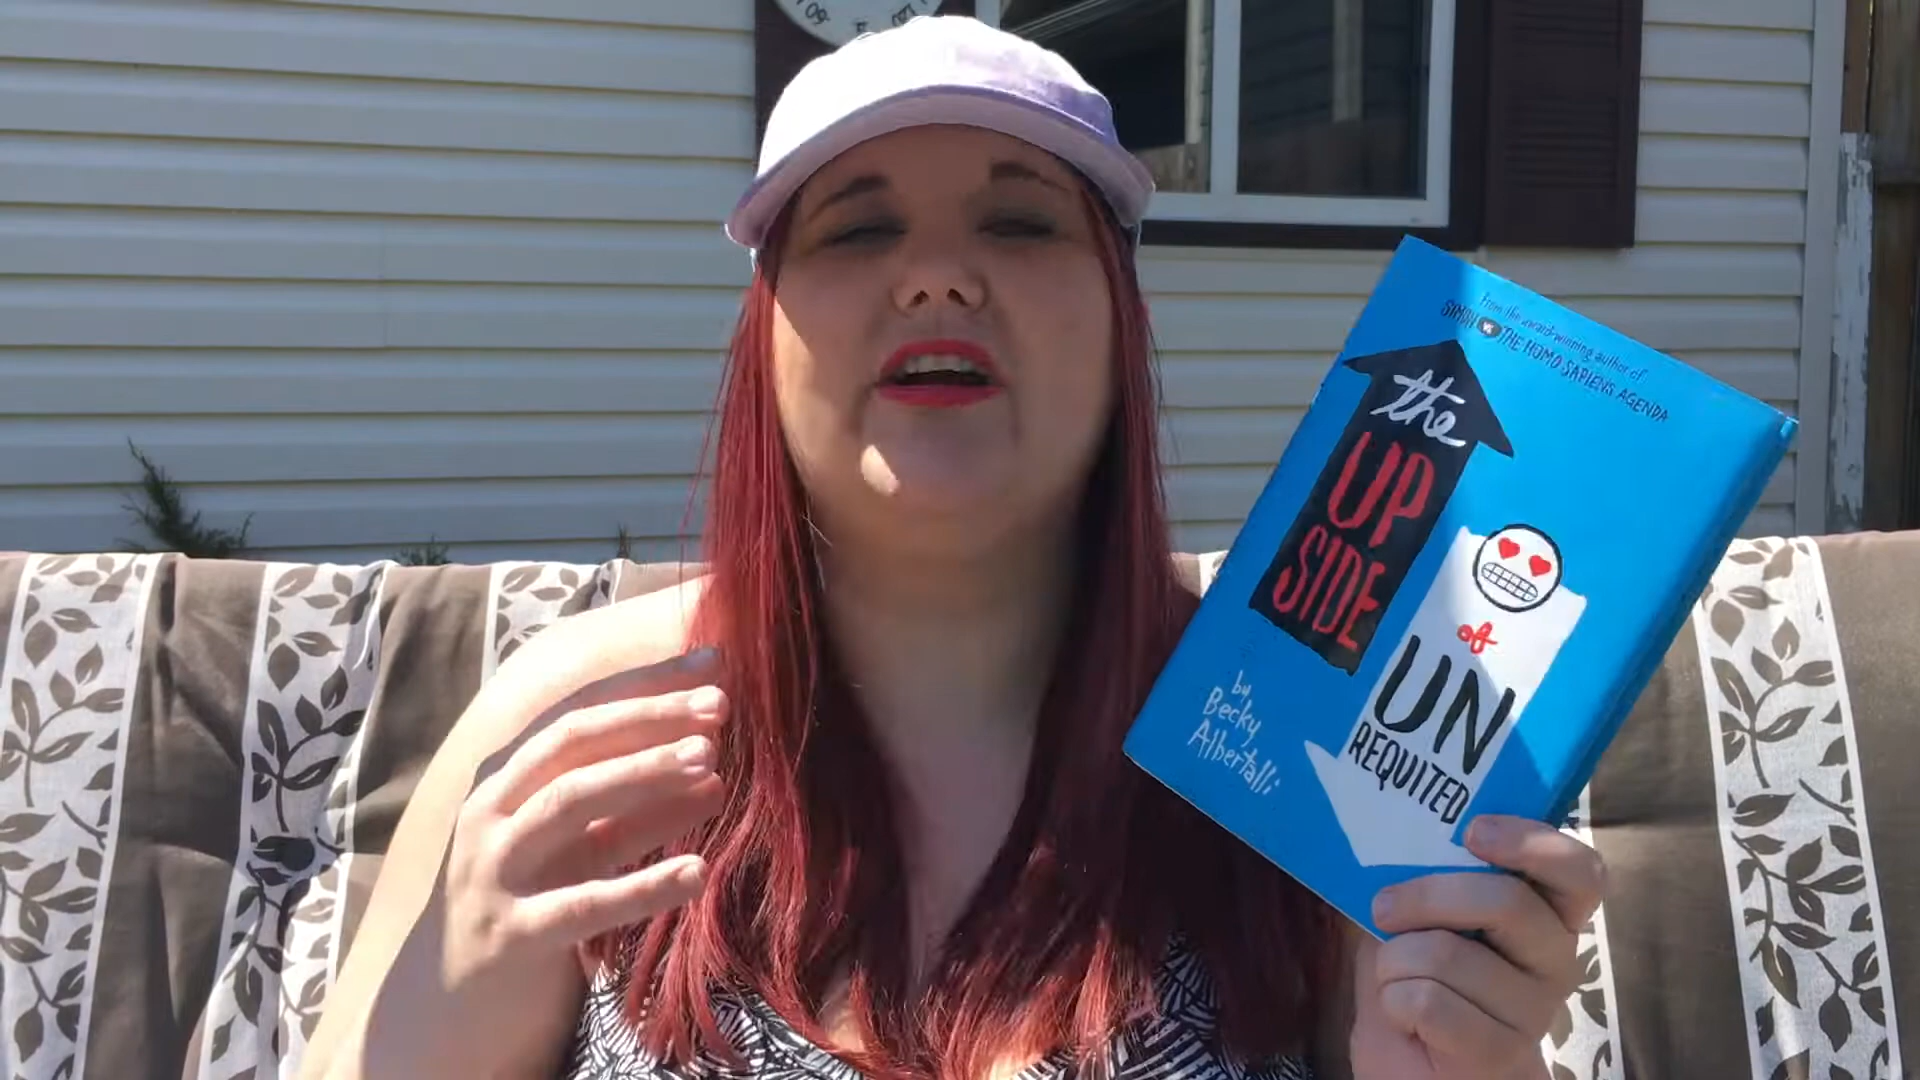 from the award-winning author of
SIMON vs THE HOMO SAPIENS AGENDA
the
UP
SIDE
of
UN
REQUITED
by
Becky
Albertalli